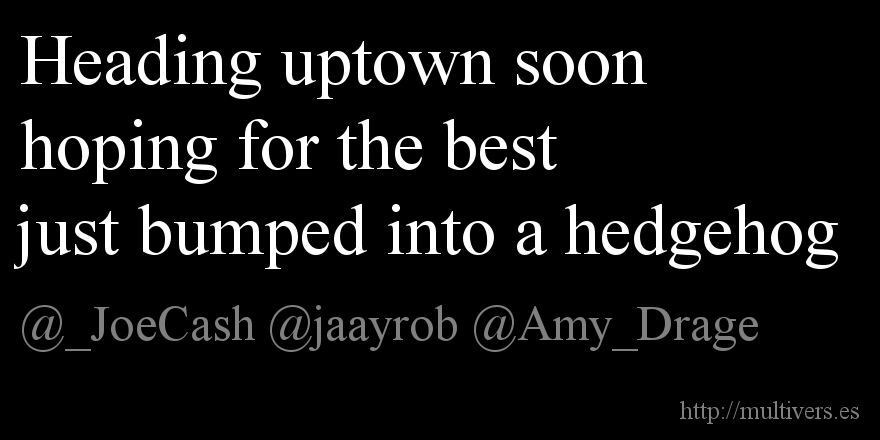 Heading uptown soon
hoping for the best
just bumped into a hedgehog
@_JoeCash @jaayrob @Amy_Drage
http://multivers.es